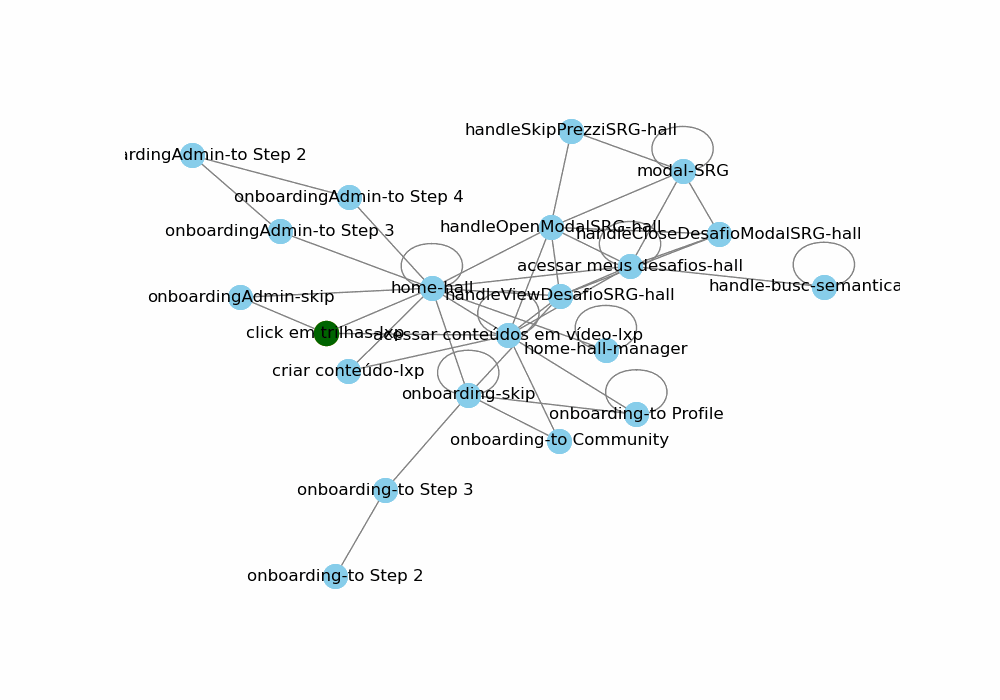 handleSkipPrezziSRG-hall
rdingAdmin-to Step 2
modal-SRG
onboardingAdmin-to Step 4
handleOpenModalSRG-hall
onboardingAdmin-to Step 3
handleCloseDesafioModalSRG-hall
acessar meus desafios-hall
home-hall
handle-busc-semantica
onboardingAdmin-skip
handleViewDesafioSRG-hall
click em trilhas-lxp
acessar conteúdos em vídeo-lxp
home-hall-manager
criar conteúdo-lxp
onboarding-skip
onboarding-to Profile
onboarding-to Community
onboarding-to Step 3
onboarding-to Step 2